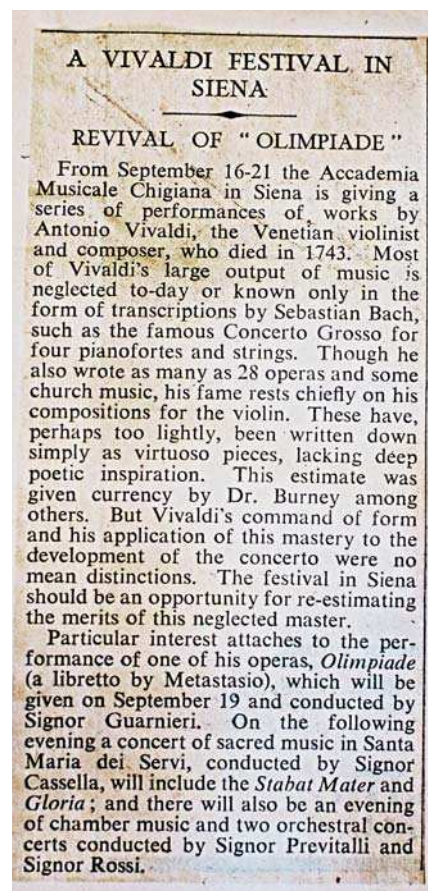 A VIVALDI FESTIVAL IN
SIENA
REVIVAL OF " OLIMPIADE "
From September 16-21 the Accademia
Musicale Chigiana in Siena is giving a
series of performances of works by
Antonio Vivaldi, the Venetian violinist
and composer, who died in 1743. Most
of Vivaldi's large output of music is
neglected to-day or known only in the
form of transcriptions by Sebastian Bach,
such as the famous Concerto Grosso for
four pianofortes and strings. Though he
also wrote as many as 28 operas and some
church music, his fame rests chiefly on his
compositions for the violin. These have,
perhaps too lightly, been written down
simply as virtuoso pieces, lacking deep
poetic inspiration. This estimate was
given currency by Dr. Burney among
others. But Vivaldi's command of form
and his application of this mastery to the
development of the concerto were no
mean distinctions. The festival in Siena
should be an opportunity for re-estimating
the merits of this neglected master.
Particular interest attaches to the per-
formance of one of his operas, Olimpiade
(a libretto by Metastasio), which will be
given on September 19 and conducted by
Signor Guarnieri. On the following
evening a concert of sacred music in Santa
Maria dei Servi, conducted by Signor
Cassella, will include the Stabat Mater and
Gloria ; and there will also be an evening
of chamber music and two orchestral con-
certs conducted by Signor Previtalli and
Signor Rossi.